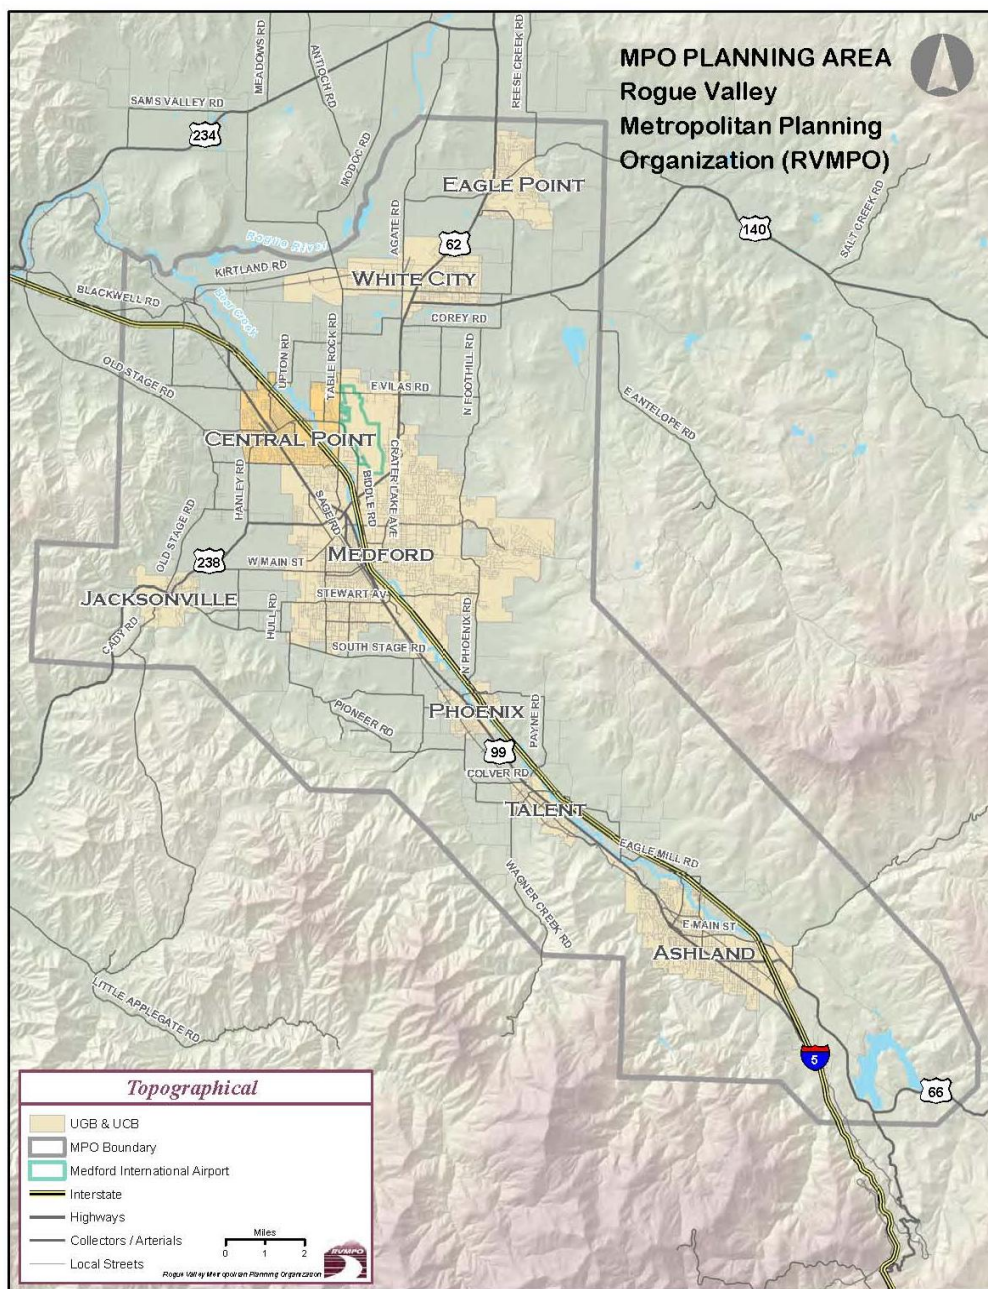 MPO PLANNING AREA
Rogue Valley
Metropolitan Planning
Organization (RVMPO)
MEADOWS RD
ANTIOCH RD
REESE CREEK RD
SAMS VALLEY RD
234
MODOC RD
EAGLE POINT
SALT CREEK RD
140
AGATE RD
62
Rogue River
KIRTLAND RD
WHITE CITY
BLACKWELL RD
Bear Creek
COREY RD
TABLE ROCK RD
UPTON RD
N FOOTHILL RD
OLD STAGE RD
E VILAS RD
E ANTELOPE RD
CENTRAL POINT
CRATER LAKE AVE
HANLEY RD
SAGE RD
BIDDLE RD
OLD STAGE RD
MEDFORD
238
W MAIN ST
JACKSONVILLE
STEWART AV
HULL RD
CADY RD
N PHOENIX RD
SOUTH STAGE RD
PIONEER RD
PHOENIX
PAYNE RD
99
COLVER RD
TALENT
EAGLE MILL RD
WAGNER CREEK RD
E MAIN ST
ASHLAND
LITTLE APPLEGATE RD
5
66
Topographical
UGB & UCB
MPO Boundary
Medford International Airport
Interstate
Highways
Collectors / Arterials
Local Streets
Miles
0 1 2
RVMPO
Rogue Valley Metropolitan Planning Organization